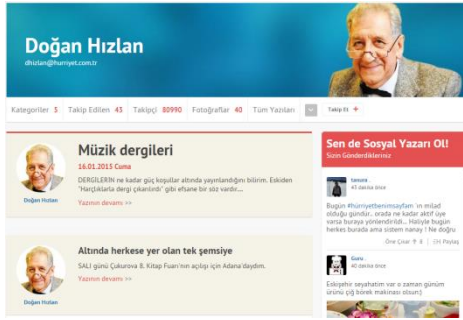 Doğan Hızlan
dhizlan@hurriyet.com.tr
Kategoriler 5 Takip Edilen 43 Takipçi 80990 Fotoğraflar 40 Tüm Yazıları Takip Et +
Müzik dergileri
16.01.2015 Cuma
DERGİLERİN ne kadar güç koşullar altında yayınlandığını bilirim. Eskiden
"Harçlıklarla dergi çıkarılırdı" gibi efsane bir söz vardır....
Yazının devamı >>
Doğan Hızlan
Altında herkese yer olan tek şemsiye
SALI günü Çukurova 8. Kitap Fuarı'nın açılışı için Adana'daydım.
Yazının devamı >>
Doğan Hızlan
Sen de Sosyal Yazarı Ol!
Sizin Gönderdikleriniz
43 dakika önce
Bugün #hurriyetbenimsayfam 'ın milad
olduğu gündür.. orada ne kadar aktif üye
varsa buraya yönlendirildi... Haliyle bugün
herkes burada ama sistem nanay ! Ne doğru
Öne Çıkar 8 Paylaş
Guru .
40 dakika önce
Eskişehir seyahatim var o zaman günüm
ürünü çiğ börek makinası olsun:)